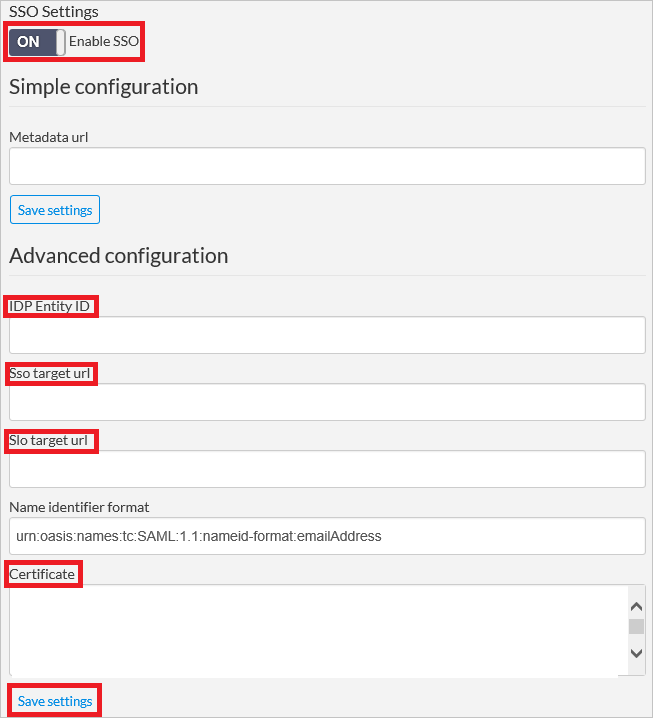 SSO Settings
ON Enable SSO
Simple configuration
Metadata url
Save settings
Advanced configuration
IDP Entity ID
Sso target url
Slo target url
Name identifier format
urn:oasis:names:tc:SAML:1.1:nameid-format:emailAddress
Certificate
Save settings